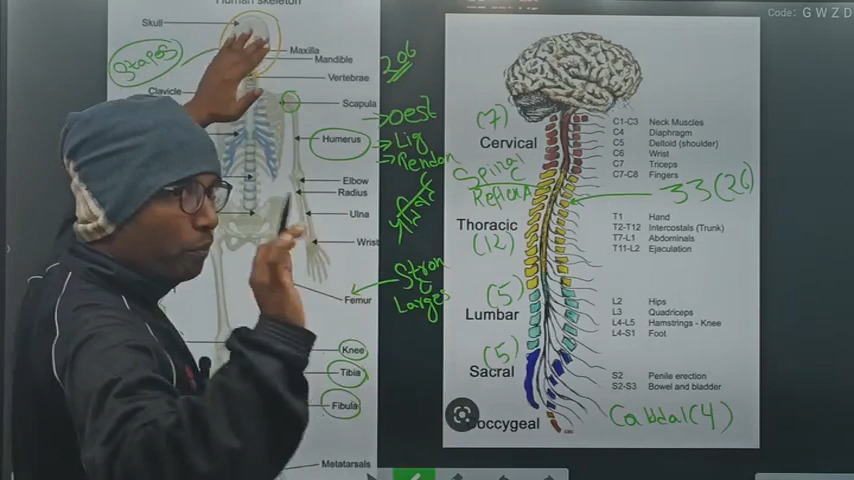 Human skeleton
Skull
Stapes
Maxilla
Mandible
Vertebrae
Clavicle
Scapula
Humerus
Elbow
Radius
Ulna
Wrist
Femur
Knee
Tibia
Fibula
Metatarsals
206
Oest
Lig
Stron
Larges
Code: G W Z D
(7)
Cervical
Spinal
C
Reflex A
Thoracic
(12)
(5)
Lumbar
(5)
Sacral
Coccygeal
C1-C3 Neck Muscles
C4 Diaphragm
C5 Deltoid (shoulder)
C6 Wrist
C7 Triceps
C7-C8 Fingers
33 (26)
T1 Hand
T2-T12 Intercostals (Trunk)
T7-L1 Abdominals
T11-L2 Ejaculation
L2 Hips
L3 Quadriceps
L4-L5 Hamstrings - Knee
L4-S1 Foot
S2 Penile erection
S2-S3 Bowel and bladder
(4)